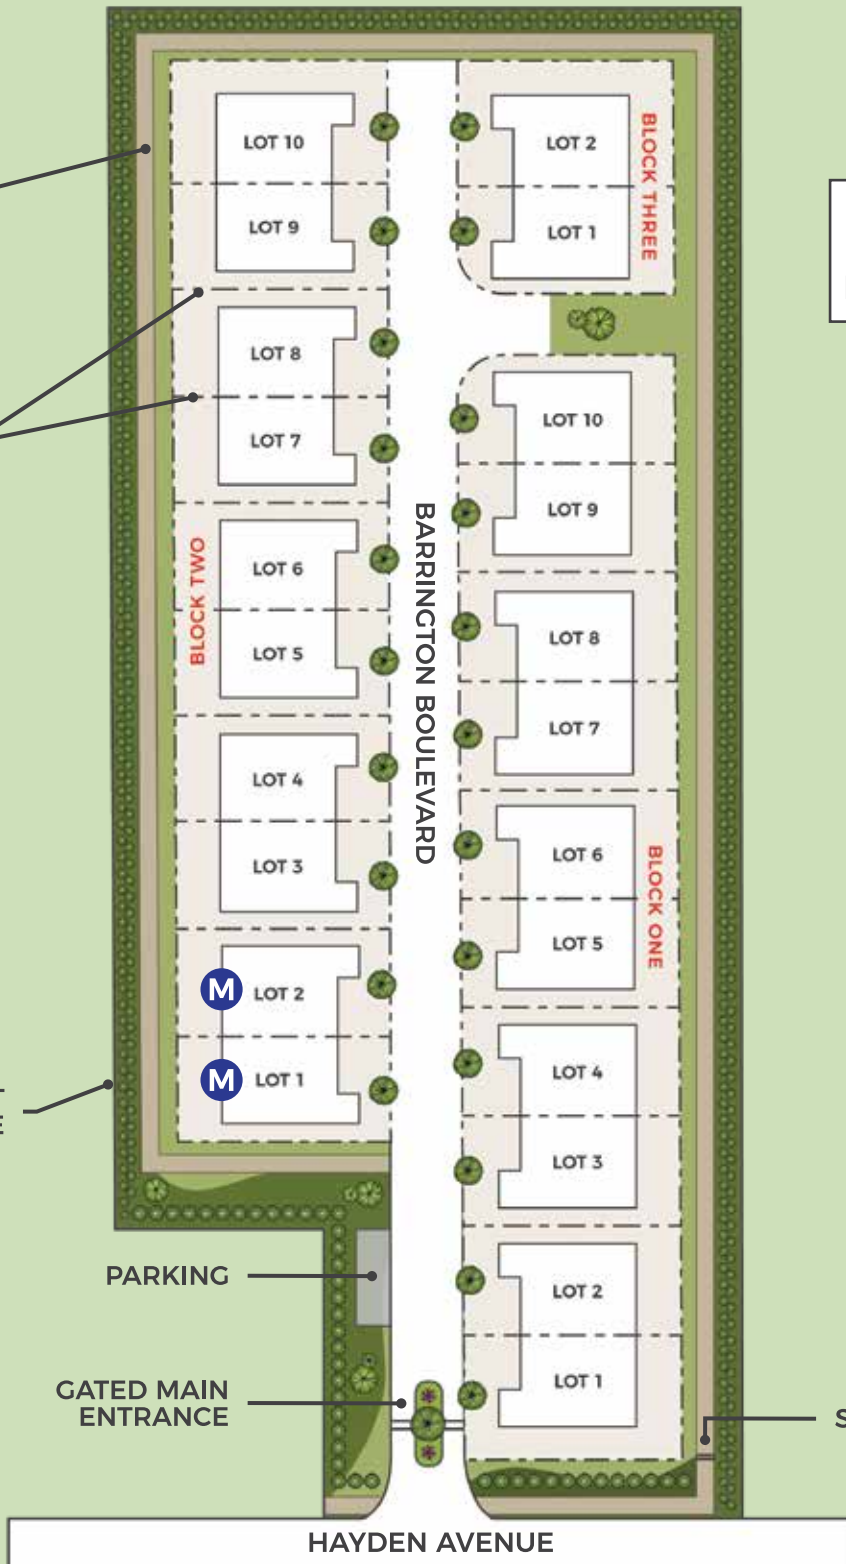 LOT 10
LOT 9
LOT 8
LOT 7
BLOCK TWO
LOT 6
LOT 5
LOT 4
LOT 3
M
LOT 2
M
LOT 1
BARRINGTON BOULEVARD
BLOCK THREE
LOT 2
LOT 1
LOT 10
LOT 9
LOT 8
LOT 7
BLOCK ONE
LOT 6
LOT 5
LOT 4
LOT 3
LOT 2
LOT 1
PARKING
GATED MAIN
ENTRANCE
HAYDEN AVENUE